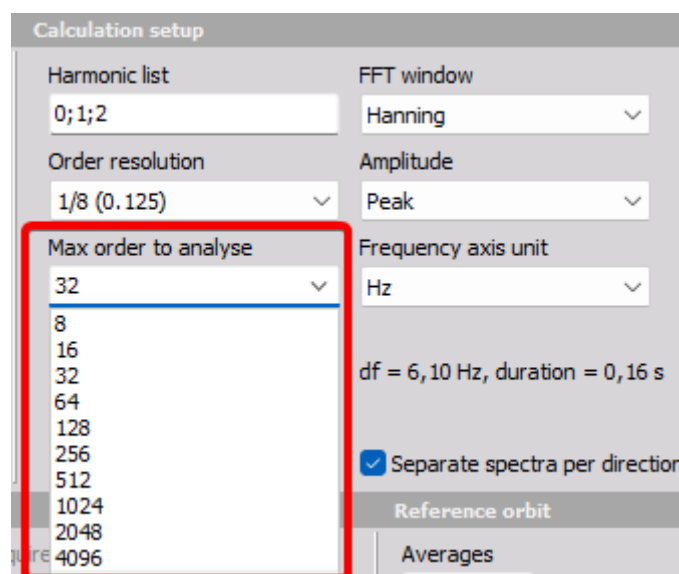 Calculation setup
Harmonic list
0;1;2
Order resolution
1/8 (0.125)
Max order to analyse
32
8
16
32
64
128
256
512
1024
2048
4096
FFT window
Hanning
Amplitude
Peak
Frequency axis unit
Hz
df = 6,10 Hz, duration = 0,16 s
Separate spectra per direction
Reference orbit
Averages